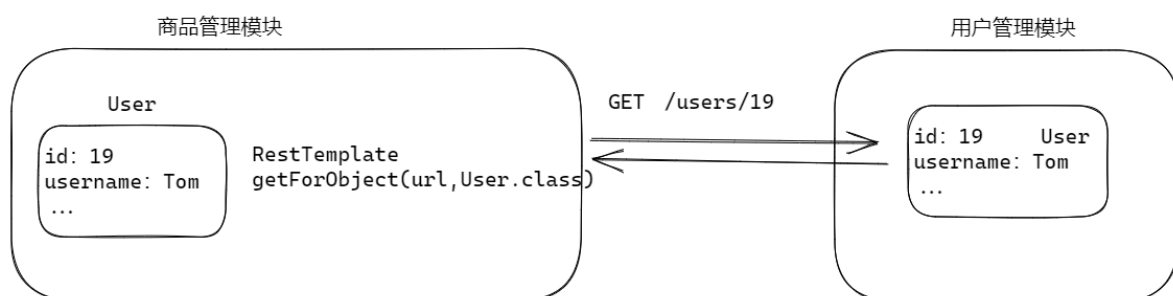 商品管理模块
用户管理模块
User
GET /users/19
id: 19
username: Tom
...
RestTemplate
getForObject(url,User.class)
id: 19 User
username: Tom
...